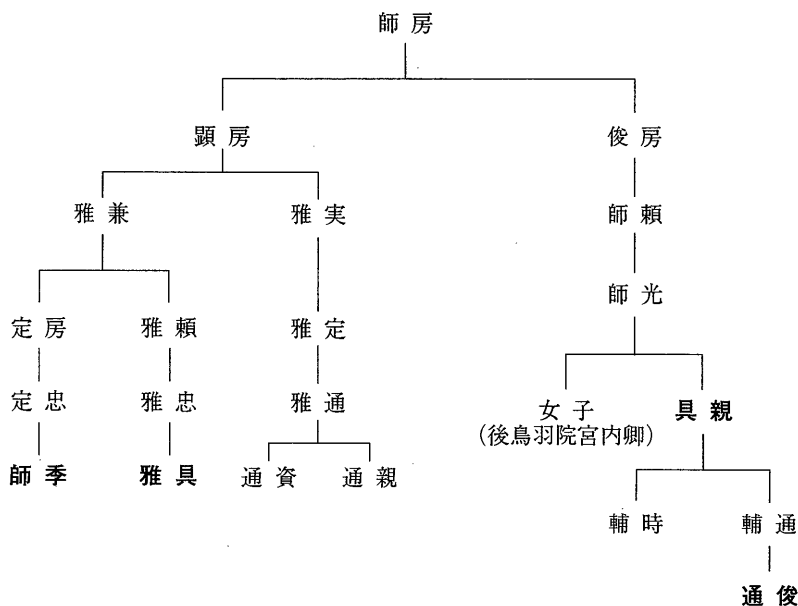 師房
顕房 俊房
雅兼 雅実 師頼
師光
定房 雅頼 雅定
定忠 雅忠 雅通 女子 具親
(後鳥羽院宮内卿)
師季 雅具 通資 通親
輔時 輔通
通俊